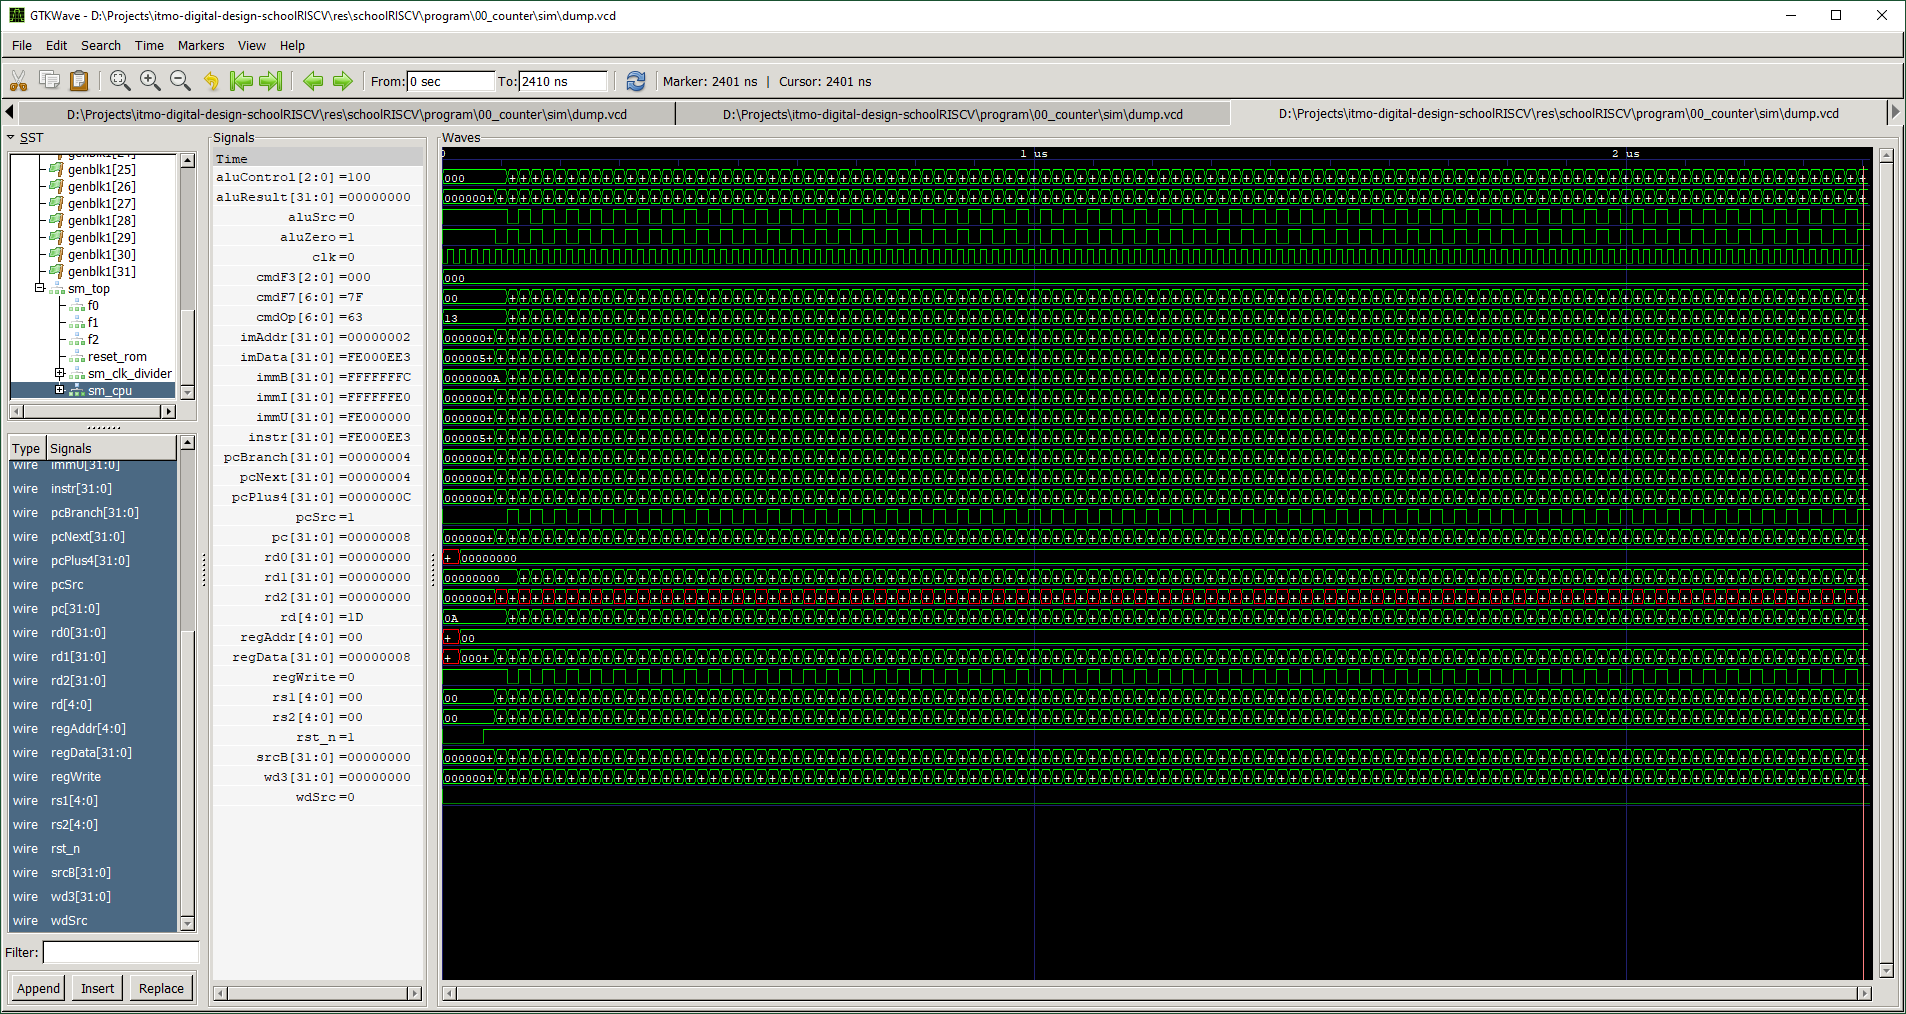 GTKWave - D:\Projects\itmo-digital-design-schoolRISCV\res\schoolRISCV\program\00_counter\sim\dump.vcd
File Edit Search Time Markers View Help
From: 0 sec To: 2410 ns Marker: 2401 ns | Cursor: 2401 ns
D:\Projects\itmo-digital-design-schoolRISCV\res\schoolRISCV\program\00_counter\sim\dump.vcd
D:\Projects\itmo-digital-design-schoolRISCV\program\00_counter\sim\dump.vcd
D:\Projects\itmo-digital-design-schoolRISCV\res\schoolRISCV\program\00_counter\sim\dump.vcd
SST
genblk1[24]
genblk1[25]
genblk1[26]
genblk1[27]
genblk1[28]
genblk1[29]
genblk1[30]
genblk1[31]
sm_top
f0
f1
f2
reset_rom
sm_clk_divider
sm_cpu
Type Signals
wire immU[31:0]
wire instr[31:0]
wire pcBranch[31:0]
wire pcNext[31:0]
wire pcPlus4[31:0]
wire pcSrc
wire pc[31:0]
wire rd0[31:0]
wire rd1[31:0]
wire rd2[31:0]
wire rd[4:0]
wire regAddr[4:0]
wire regData[31:0]
wire regWrite
wire rs1[4:0]
wire rs2[4:0]
wire rst_n
wire srcB[31:0]
wire wd3[31:0]
wire wdSrc
Filter:
Append Insert Replace
Signals
Time
aluControl[2:0] =100
aluResult[31:0] =00000000
aluSrc =0
aluZero =1
clk =0
cmdF3[2:0] =000
cmdF7[6:0] =7F
cmdOp[6:0] =63
imAddr[31:0] =00000002
imData[31:0] =FE000EE3
immB[31:0] =FFFFFFFC
immI[31:0] =FFFFFFE0
immU[31:0] =FE000000
instr[31:0] =FE000EE3
pcBranch[31:0] =00000004
pcNext[31:0] =00000004
pcPlus4[31:0] =0000000C
pcSrc =1
pc[31:0] =00000008
rd0[31:0] =00000000
rd1[31:0] =00000000
rd2[31:0] =00000000
rd[4:0] =1D
regAddr[4:0] =00
regData[31:0] =00000008
regWrite =0
rs1[4:0] =00
rs2[4:0] =00
rst_n =1
srcB[31:0] =00000000
wd3[31:0] =00000000
wdSrc =0
Waves
0 1 us 2 us
000
000000+
000
00
13
000000+
000005+
0000000A
000000+
000000+
000005+
000000+
000000+
000000+
000000+
+ 00000000
00000000
000000+
0A
+ 00
+ 000+
00
00
000000+
000000+